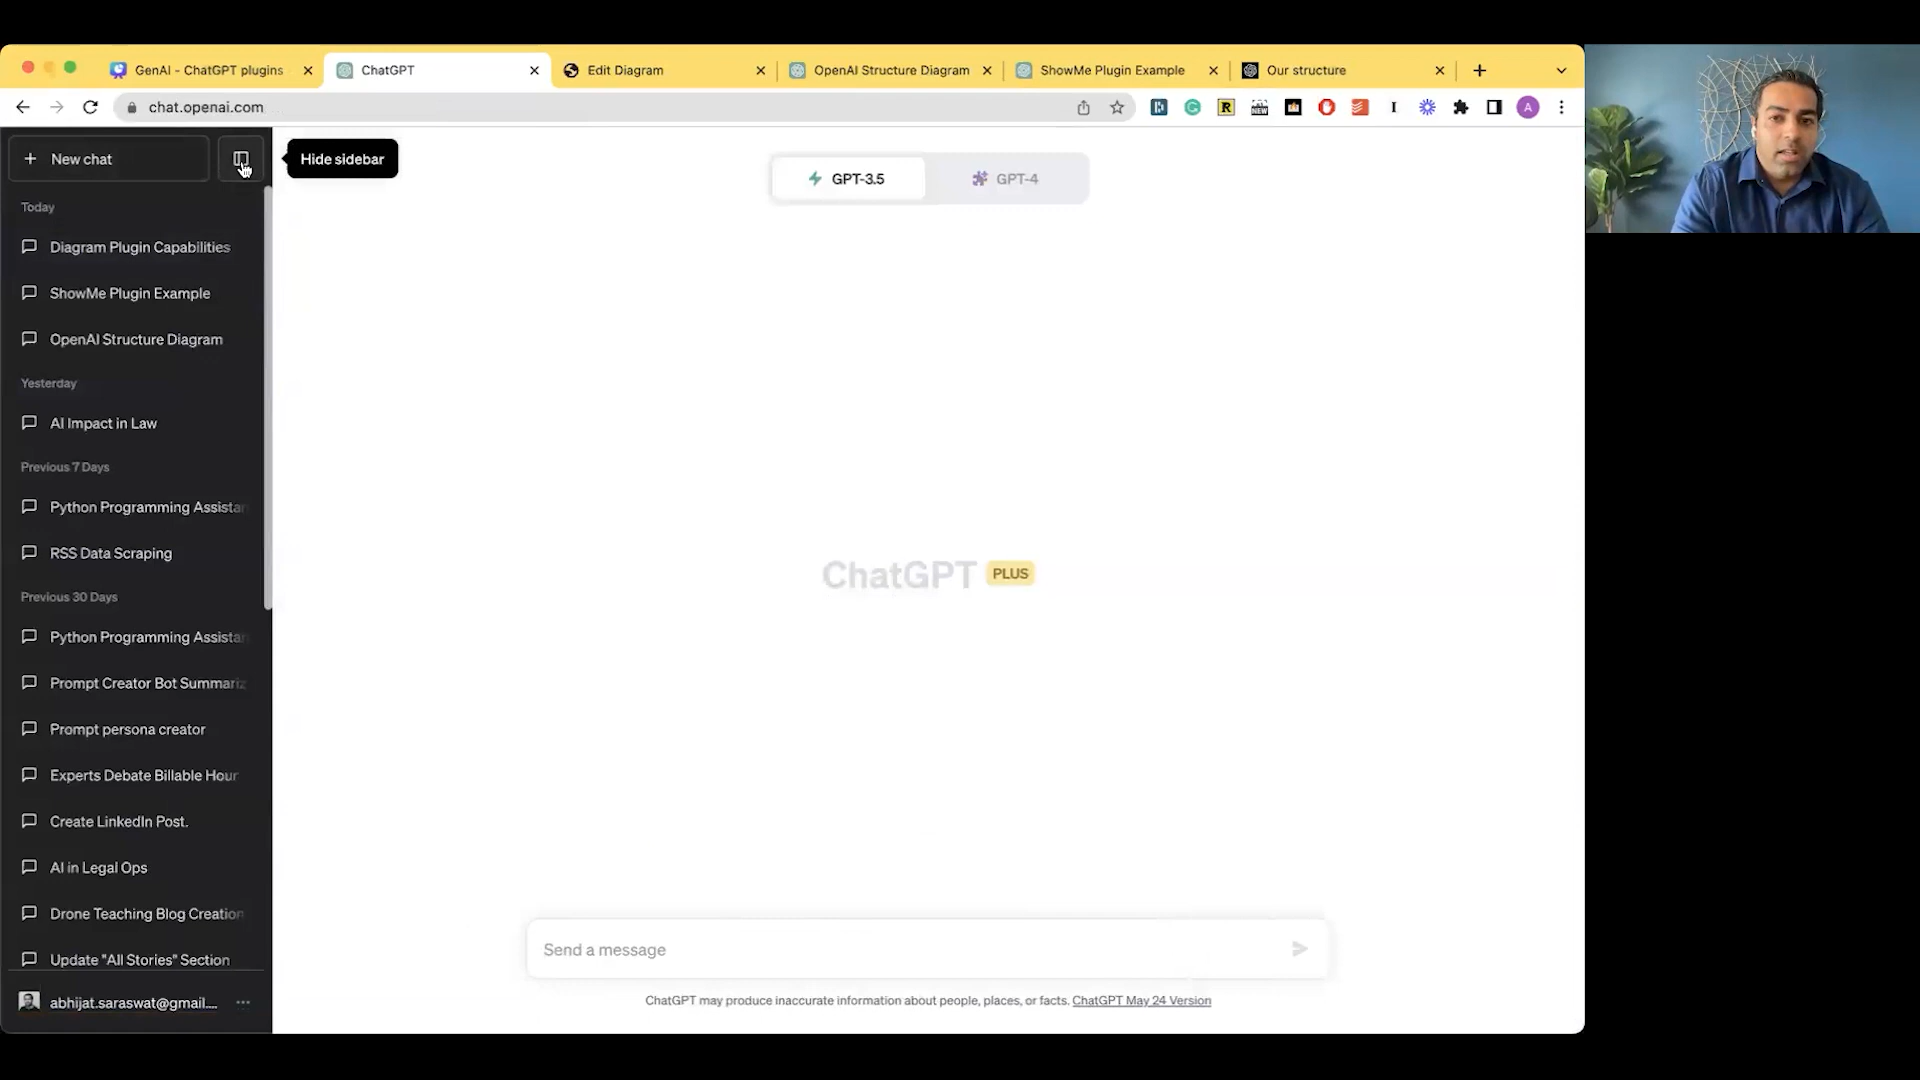 GenAI - ChatGPT plugins
ChatGPT
Edit Diagram
OpenAI Structure Diagram
ShowMe Plugin Example
Our structure
chat.openai.com
R
NEW
I
A
New chat
Hide sidebar
GPT-3.5
GPT-4
Today
Diagram Plugin Capabilities
ShowMe Plugin Example
OpenAI Structure Diagram
Yesterday
AI Impact in Law
Previous 7 Days
Python Programming Assistan
RSS Data Scraping
Previous 30 Days
Python Programming Assistan
Prompt Creator Bot Summariz
Prompt persona creator
Experts Debate Billable Hour
Create LinkedIn Post.
AI in Legal Ops
Drone Teaching Blog Creation
Update "All Stories" Section
abhijat.saraswat@gmail....
ChatGPT PLUS
Send a message
ChatGPT may produce inaccurate information about people, places, or facts. ChatGPT May 24 Version